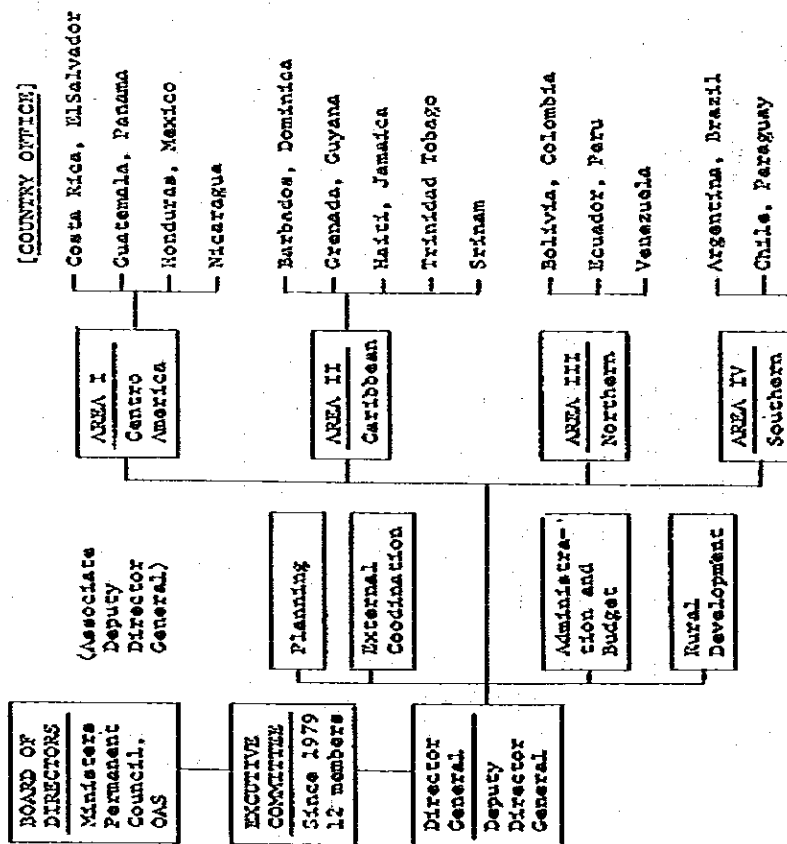 [COUNTRY OFFICE]
BOARD OF
DIRECTORS
Ministers
Permanent
Council,
OAS
EXCUTIVE
COMMITTEE
Since 1979
12 members
Director
General
Deputy
Director
General
(Associate
Deputy
Director
General)
Planning
External
Coodination
Administra-
tion and
Budget
Rural
Development
AREA I
Centro
America
Costa Rica, ElSalvador
Guatemala, Panama
Honduras, Mexico
Nicaragua
AREA II
Caribbean
Barbados, Dominica
Grenada, Guyana
Haiti, Jamaica
Trinidad Tobago
Srinam
AREA III
Northern
Bolivia, Colombia
Ecuador, Peru
Venezuela
AREA IV
Southern
Argentina, Brazil
Chile, Paraguay